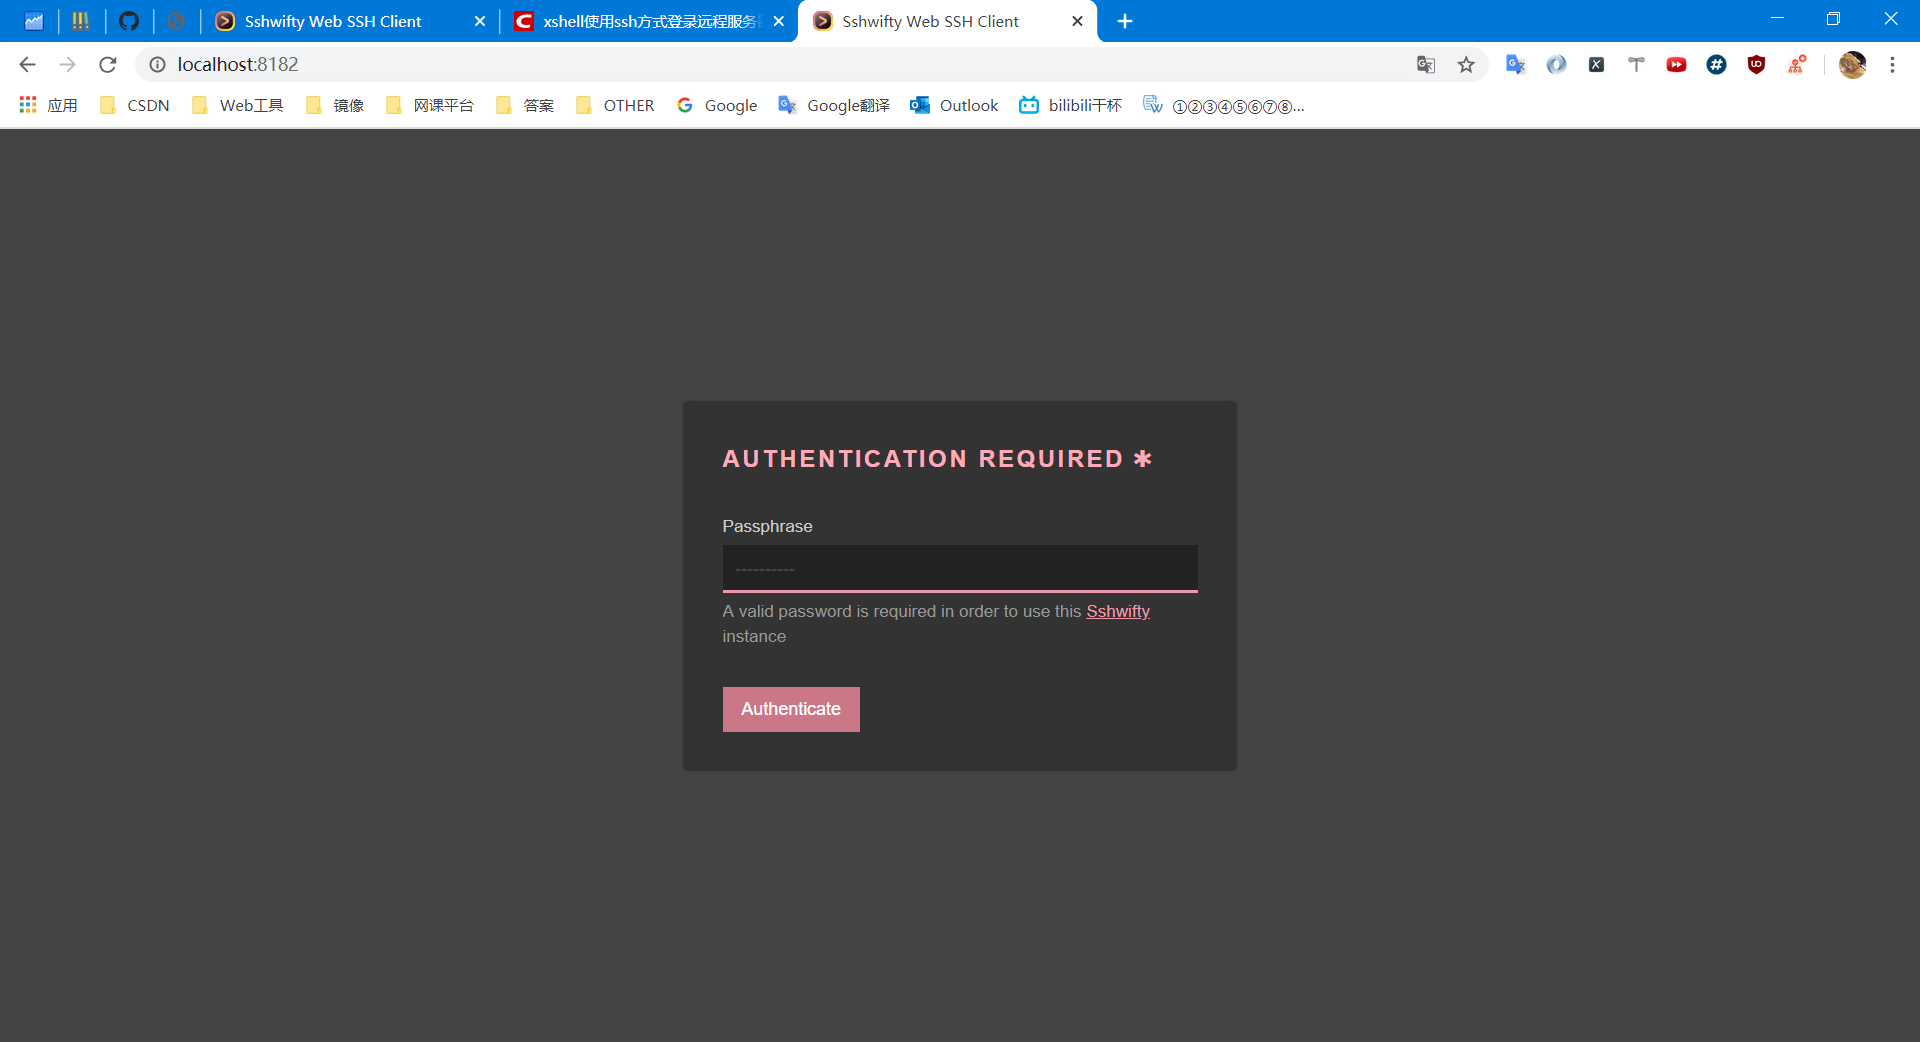 Sshwifty Web SSH Client
xshell使用ssh方式登录远程服务
Sshwifty Web SSH Client
localhost:8182
应用 CSDN Web工具 镜像 网课平台 答案 OTHER Google Google翻译 Outlook bilibili干杯 ①②③④⑤⑥⑦⑧...
AUTHENTICATION REQUIRED ✱
Passphrase
----------
A valid password is required in order to use this Sshwifty
instance
Authenticate